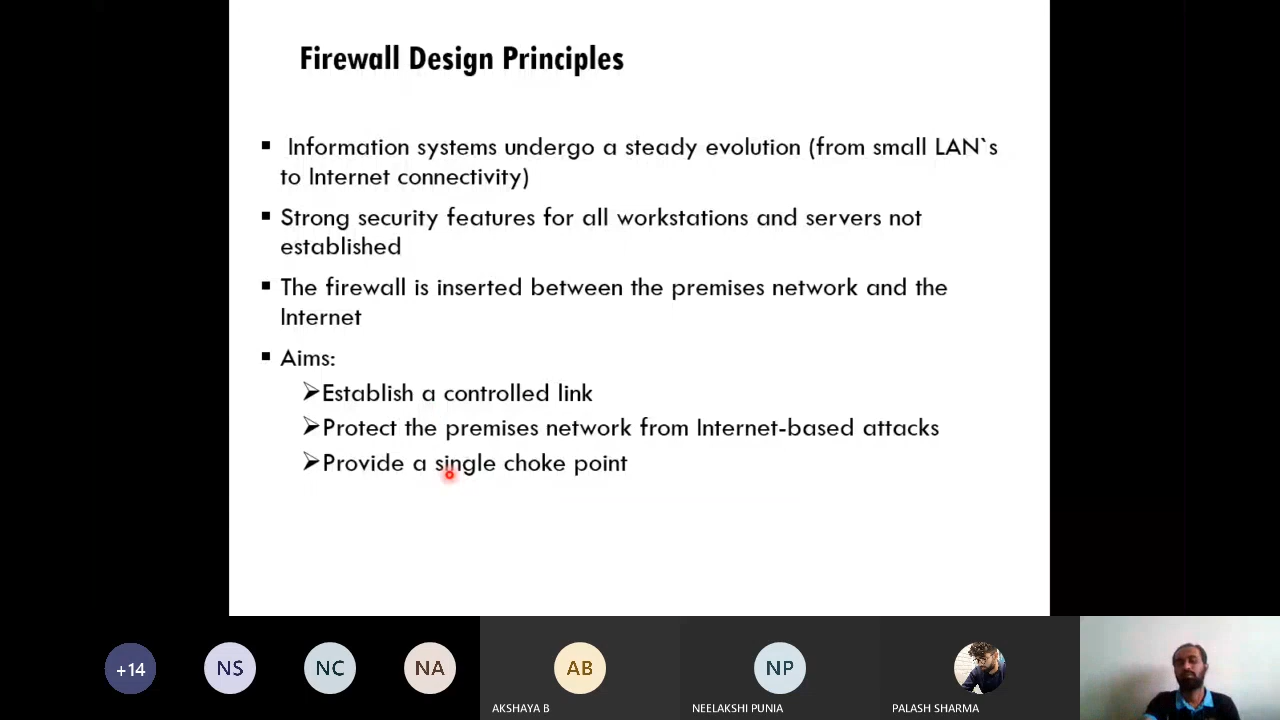 Firewall Design Principles
▪ Information systems undergo a steady evolution (from small LAN`s
to Internet connectivity)
▪ Strong security features for all workstations and servers not
established
▪ The firewall is inserted between the premises network and the
Internet
▪ Aims:
➢Establish a controlled link
➢Protect the premises network from Internet-based attacks
➢Provide a single choke point
+14
NS
NC
NA
AB
NP
AKSHAYA B
NEELAKSHI PUNIA
PALASH SHARMA